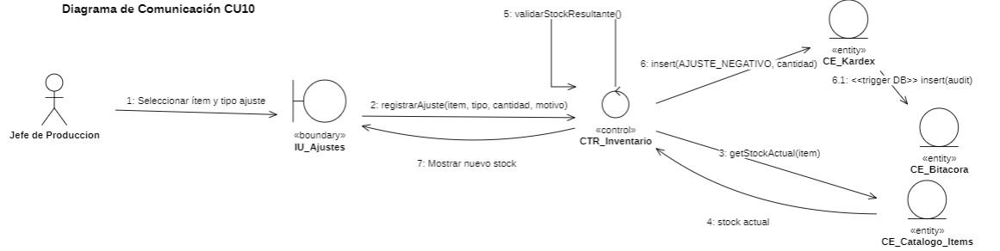 Diagrama de Comunicación CU10
5: validarStockResultante()
6: insert(AJUSTE_NEGATIVO, cantidad)
«entity»
CE_Kardex
6.1: <<trigger DB>> insert(audit)
1: Seleccionar ítem y tipo ajuste
2: registrarAjuste(item, tipo, cantidad, motivo)
Jefe de Produccion
«boundary»
IU_Ajustes
«control»
CTR_Inventario
7: Mostrar nuevo stock
3: getStockActual(item)
«entity»
CE_Bitacora
4: stock actual
«entity»
CE_Catalogo_Items